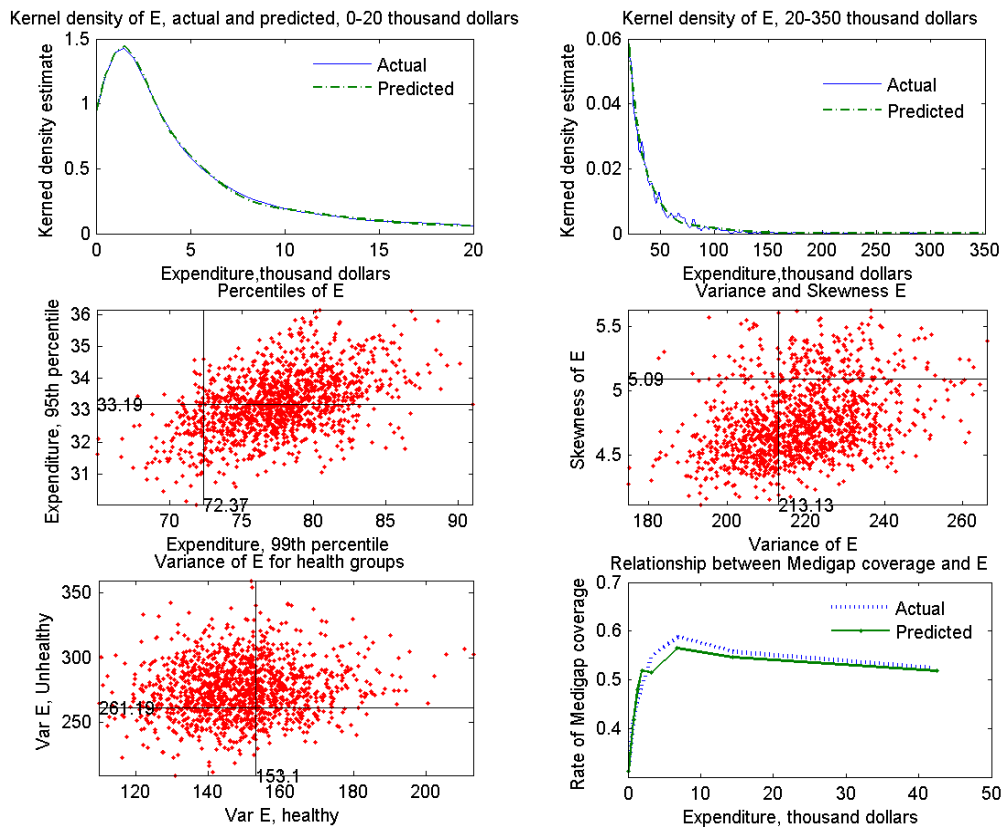 Kernel density of E, actual and predicted, 0-20 thousand dollars
1.5
1
0.5
0
0 5 10 15 20
Kerned density estimate
Actual
Predicted
Expenditure,thousand dollars
Kernel density of E, 20-350 thousand dollars
0.06
0.04
0.02
0
50 100 150 200 250 300 350
Kerned density estimate
Actual
Predicted
Expenditure,thousand dollars
Percentiles of E
36
35
34
33
32
31
70 75 80 85 90
33.19
72.37
Expenditure, 95th percentile
Expenditure, 99th percentile
Variance and Skewness E
5.5
5
4.5
180 200 220 240 260
5.09
213.13
Skewness of E
Variance of E
Variance of E for health groups
350
300
250
120 140 160 180 200
261.19
153.1
Var E, Unhealthy
Var E, healthy
Relationship between Medigap coverage and E
0.7
0.6
0.5
0.4
0 10 20 30 40 50
Rate of Medigap coverage
Actual
Predicted
Expenditure, thousand dollars